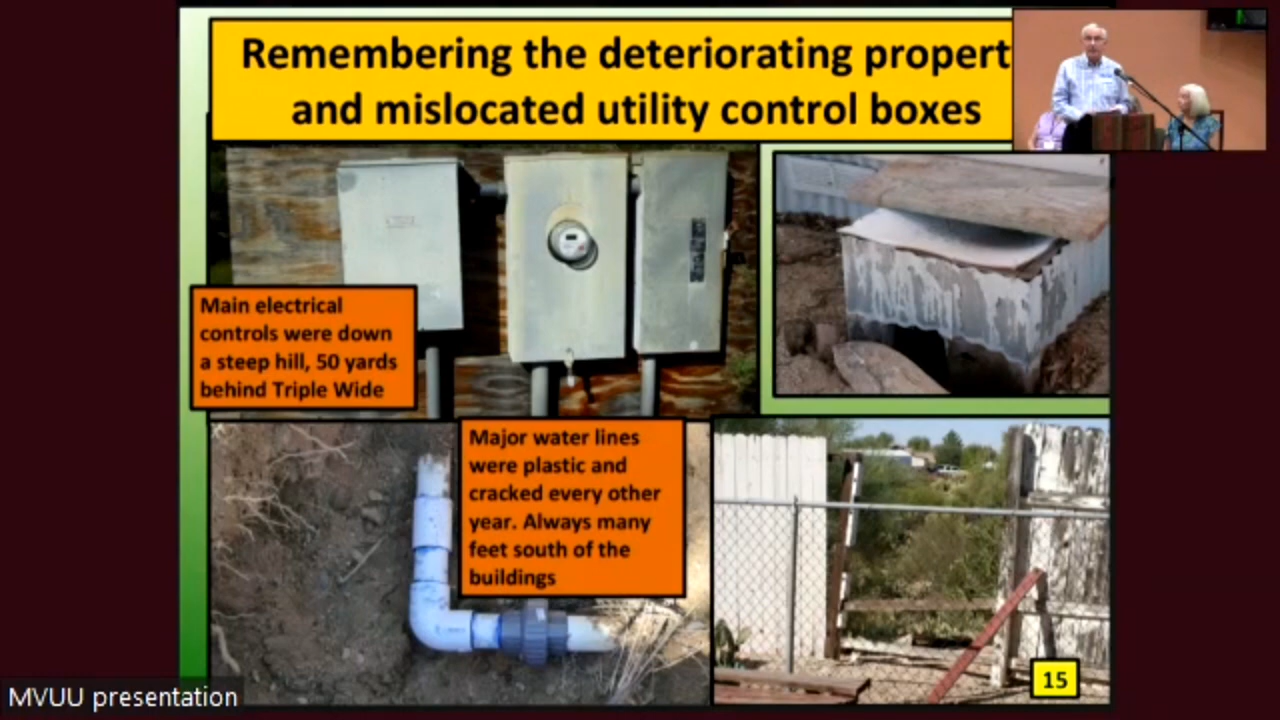 Remembering the deteriorating propert
and mislocated utility control boxes
Main electrical
controls were down
a steep hill, 50 yards
behind Triple Wide
Major water lines
were plastic and
cracked every other
year. Always many
feet south of the
buildings
15
MVUU presentation